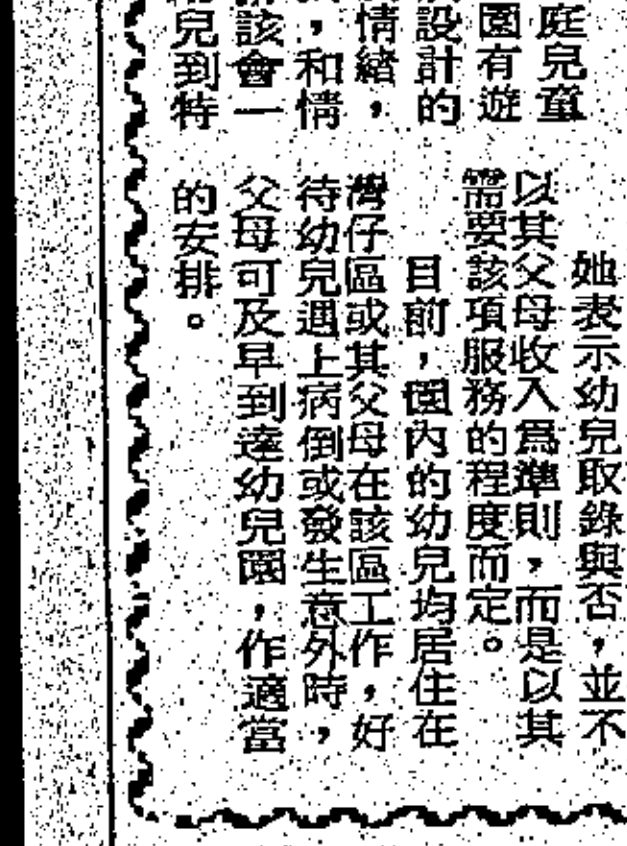 庭兒童
園有遊
設計的
情緒，
，和情
該會一
兒到特
她表示幼兒取錄與否，並不
以其父母收入爲準則，而是以其
需要該項服務的程度而定。
目前，園內的幼兒均居住在
灣仔區或其父母在該區工作，好
待幼兒遇上病倒或發生意外時，
父母可及早到達幼兒園，作適當
的安排。